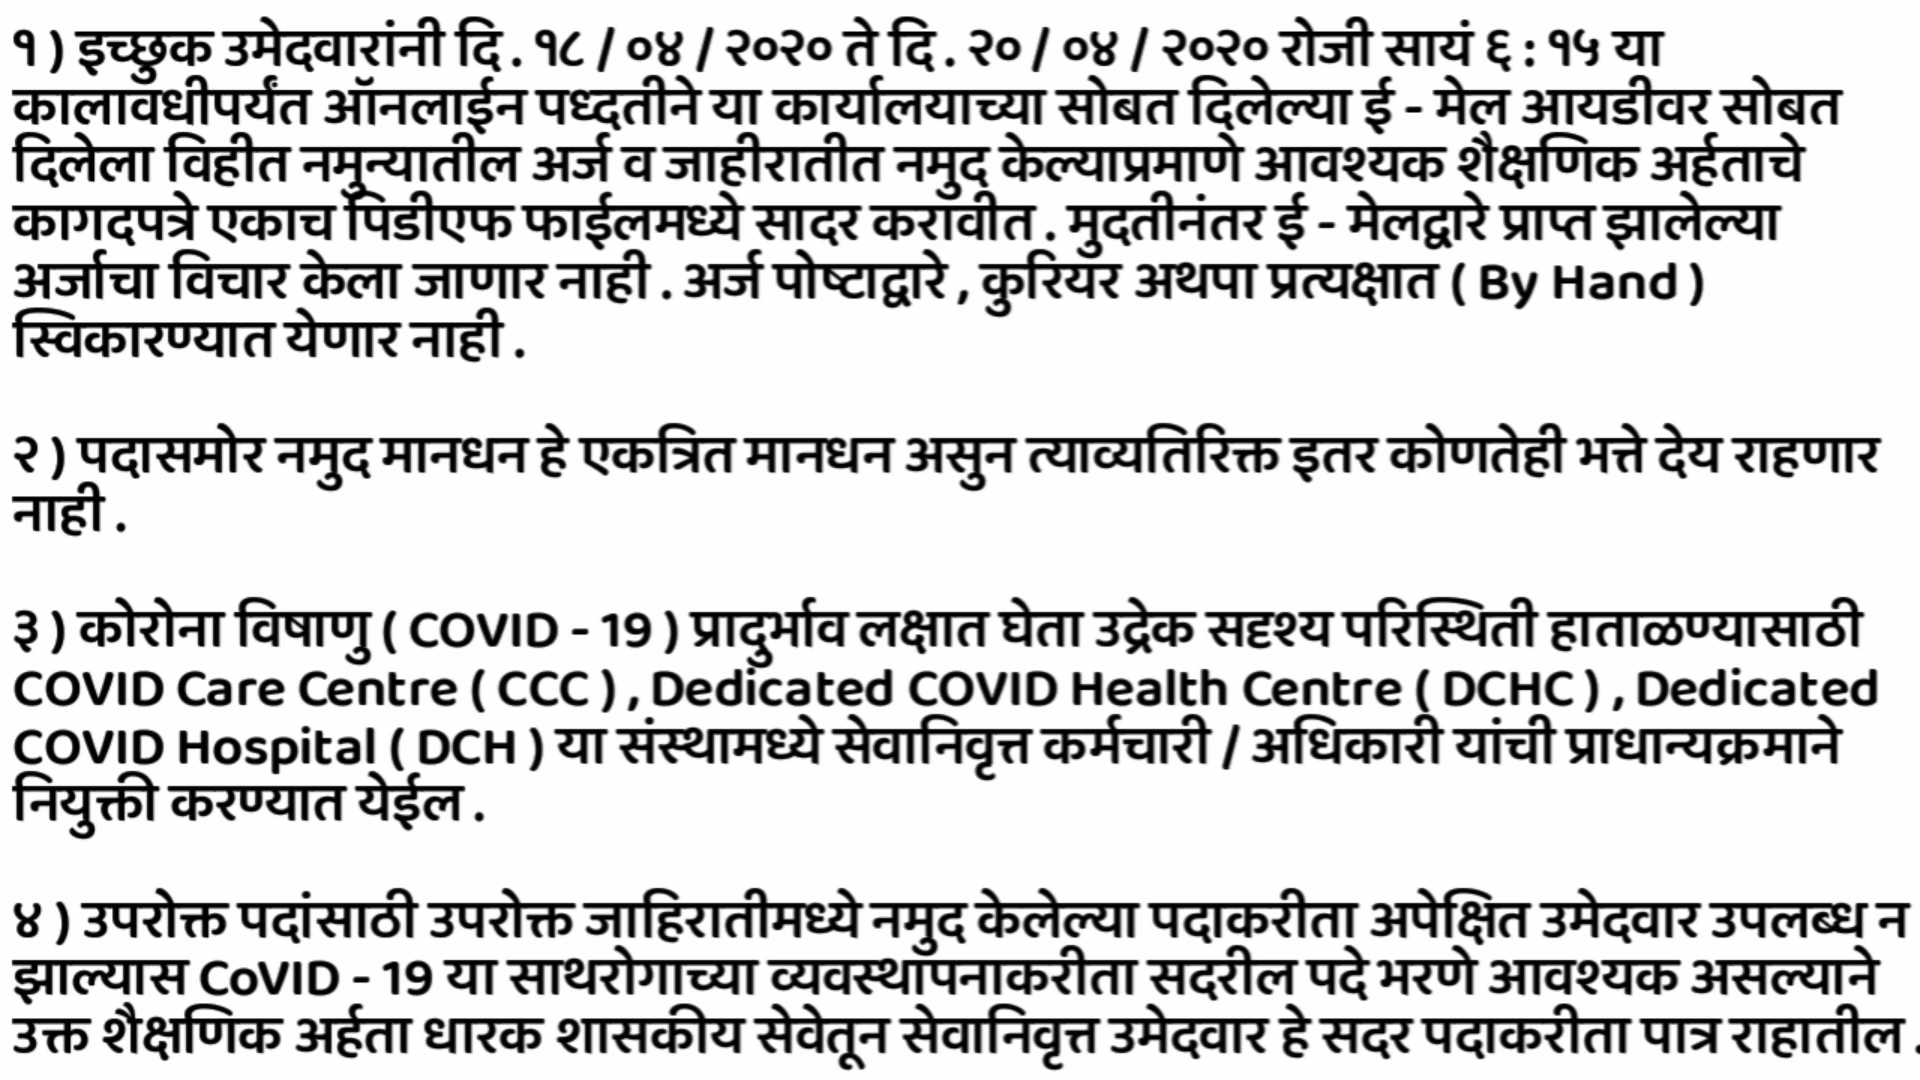 १ ) इच्छुक उमेदवारांनी दि . १८ / ०४ / २०२० ते दि . २० / ०४ / २०२० रोजी सायं ६ : १५ या
कालावधीपर्यंत ऑनलाईन पध्दतीने या कार्यालयाच्या सोबत दिलेल्या ई - मेल आयडीवर सोबत
दिलेला विहीत नमुन्यातील अर्ज व जाहीरातीत नमुद केल्याप्रमाणे आवश्यक शैक्षणिक अर्हताचे
कागदपत्रे एकाच पिडीएफ फाईलमध्ये सादर करावीत . मुदतीनंतर ई - मेलद्वारे प्राप्त झालेल्या
अर्जाचा विचार केला जाणार नाही . अर्ज पोष्टाद्वारे , कुरियर अथपा प्रत्यक्षात ( By Hand )
स्विकारण्यात येणार नाही .
२ ) पदासमोर नमुद मानधन हे एकत्रित मानधन असुन त्याव्यतिरिक्त इतर कोणतेही भत्ते देय राहणार
नाही .
३ ) कोरोना विषाणु ( COVID - 19 ) प्रादुर्भाव लक्षात घेता उद्रेक सदृश्य परिस्थिती हाताळण्यासाठी
COVID Care Centre ( CCC ) , Dedicated COVID Health Centre ( DCHC ) , Dedicated
COVID Hospital ( DCH ) या संस्थामध्ये सेवानिवृत्त कर्मचारी / अधिकारी यांची प्राधान्यक्रमाने
नियुक्ती करण्यात येईल .
४ ) उपरोक्त पदांसाठी उपरोक्त जाहिरातीमध्ये नमुद केलेल्या पदाकरीता अपेक्षित उमेदवार उपलब्ध न
झाल्यास CoVID - 19 या साथरोगाच्या व्यवस्थापनाकरीता सदरील पदे भरणे आवश्यक असल्याने
उक्त शैक्षणिक अर्हता धारक शासकीय सेवेतून सेवानिवृत्त उमेदवार हे सदर पदाकरीता पात्र राहातील .